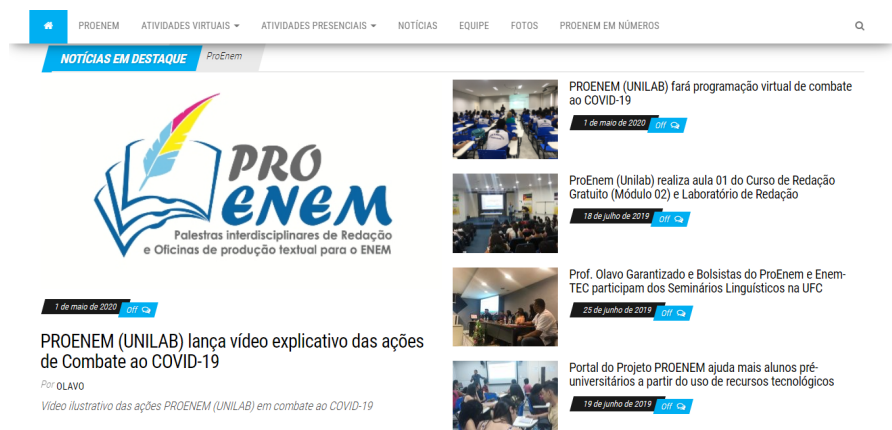 PROENEM ATIVIDADES VIRTUAIS ATIVIDADES PRESENCIAIS NOTÍCIAS EQUIPE FOTOS PROENEM EM NÚMEROS
NOTÍCIAS EM DESTAQUE ProEnem
PRO
ENEM
Palestras interdisciplinares de Redação
e Oficinas de produção textual para o ENEM
1 de maio de 2020 Off
PROENEM (UNILAB) lança vídeo explicativo das ações
de Combate ao COVID-19
Por OLAVO
Vídeo ilustrativo das ações PROENEM (UNILAB) em combate ao COVID-19
PROENEM (UNILAB) fará programação virtual de combate
ao COVID-19
1 de maio de 2020 Off
ProEnem (Unilab) realiza aula 01 do Curso de Redação
Gratuito (Módulo 02) e Laboratório de Redação
18 de julho de 2019 Off
Prof. Olavo Garantizado e Bolsistas do ProEnem e Enem-
TEC participam dos Seminários Linguísticos na UFC
25 de junho de 2019 Off
Portal do Projeto PROENEM ajuda mais alunos pré-
universitários a partir do uso de recursos tecnológicos
19 de junho de 2019 Off